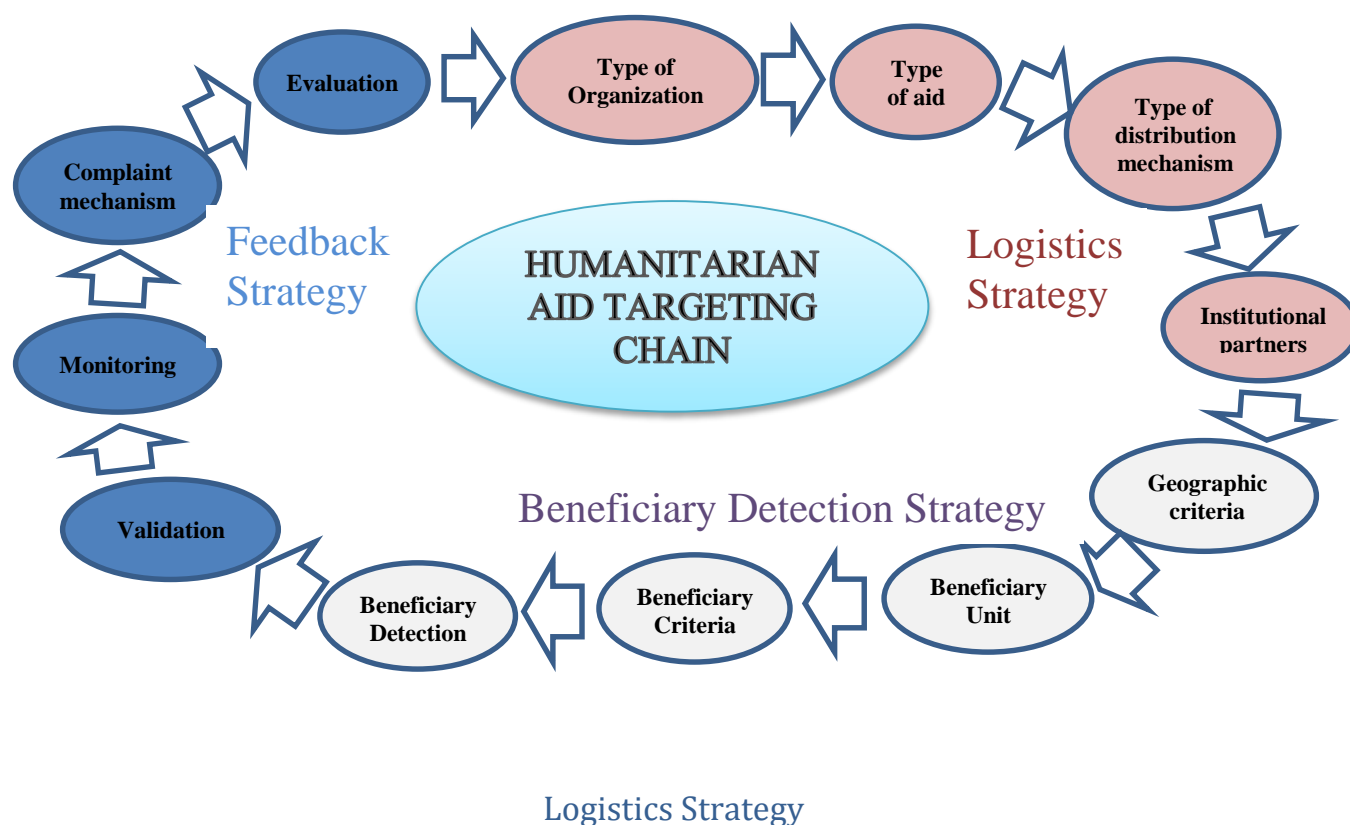 Evaluation
Type of
Organization
Type
of aid
Type of
distribution
mechanism
Institutional
partners
Geographic
criteria
Beneficiary
Unit
Beneficiary
Criteria
Beneficiary
Detection
Validation
Monitoring
Complaint
mechanism
Feedback
Strategy
HUMANITARIAN
AID TARGETING
CHAIN
Logistics
Strategy
Beneficiary Detection Strategy
Logistics Strategy